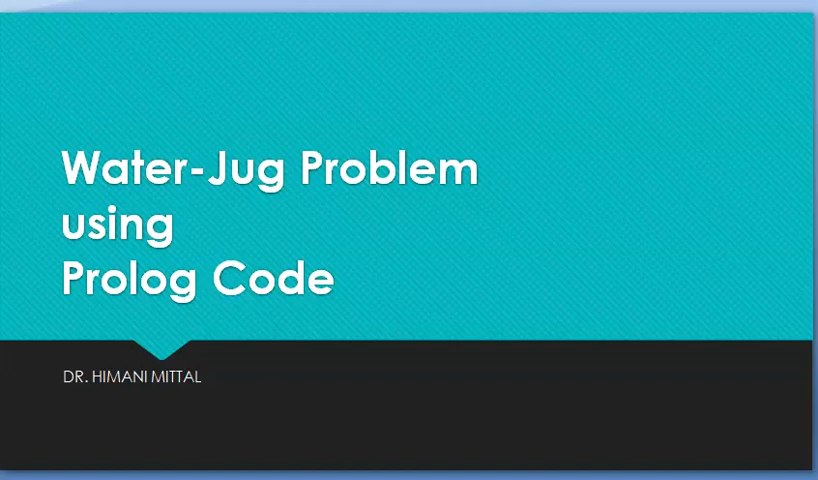 Water-Jug Problem
using
Prolog Code
DR. HIMANI MITTAL